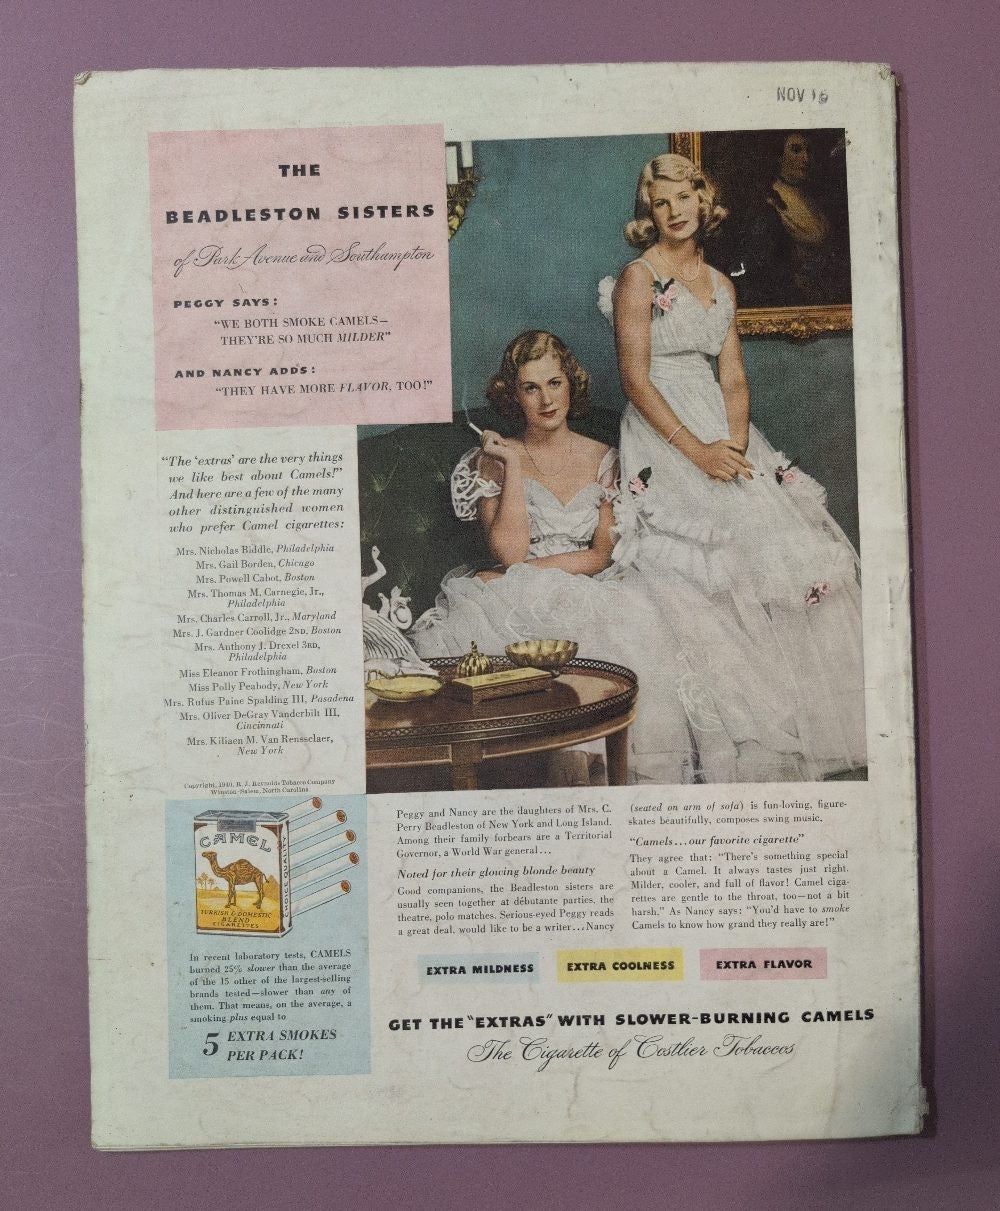 NOV 16
THE
BEADLESTON SISTERS
of Park Avenue and Southampton
PEGGY SAYS:
"WE BOTH SMOKE CAMELS—
THEY'RE SO MUCH MILDER"
AND NANCY ADDS:
"THEY HAVE MORE FLAVOR, TOO!"
"The 'extras' are the very things
we like best about Camels!"
And here are a few of the many
other distinguished women
who prefer Camel cigarettes:
Mrs. Nicholas Biddle, Philadelphia
Mrs. Gail Borden, Chicago
Mrs. Powell Cabot, Boston
Mrs. Thomas M. Carnegie, Jr.,
Philadelphia
Mrs. Charles Carroll, Jr., Maryland
Mrs. J. Gardner Coolidge 2ND, Boston
Mrs. Anthony J. Drexel 3RD,
Philadelphia
Miss Eleanor Frothingham, Boston
Miss Polly Peabody, New York
Mrs. Rufus Paine Spalding III, Pasadena
Mrs. Oliver DeGray Vanderbilt III,
Cincinnati
Mrs. Kiliaen M. Van Rensselaer,
New York
Copyright, 1940, R. J. Reynolds Tobacco Company
Winston-Salem, North Carolina
CAMEL
TURKISH & DOMESTIC
BLEND
CIGARETTES
CHOICE QUALITY
In recent laboratory tests, CAMELS
burned 25% slower than the average
of the 15 other of the largest-selling
brands tested—slower than any of
them. That means, on the average, a
smoking plus equal to
5 EXTRA SMOKES
PER PACK!
Peggy and Nancy are the daughters of Mrs. C.
Perry Beadleston of New York and Long Island.
Among their family forbears are a Territorial
Governor, a World War general...
Noted for their glowing blonde beauty
Good companions, the Beadleston sisters are
usually seen together at débutante parties, the
theatre, polo matches. Serious-eyed Peggy reads
a great deal, would like to be a writer...Nancy
(seated on arm of sofa) is fun-loving, figure-
skates beautifully, composes swing music.
"Camels...our favorite cigarette"
They agree that: "There's something special
about a Camel. It always tastes just right.
Milder, cooler, and full of flavor! Camel ciga-
rettes are gentle to the throat, too—not a bit
harsh." As Nancy says: "You'd have to smoke
Camels to know how grand they really are!"
EXTRA MILDNESS
EXTRA COOLNESS
EXTRA FLAVOR
GET THE "EXTRAS" WITH SLOWER-BURNING CAMELS
The Cigarette of Costlier Tobaccos